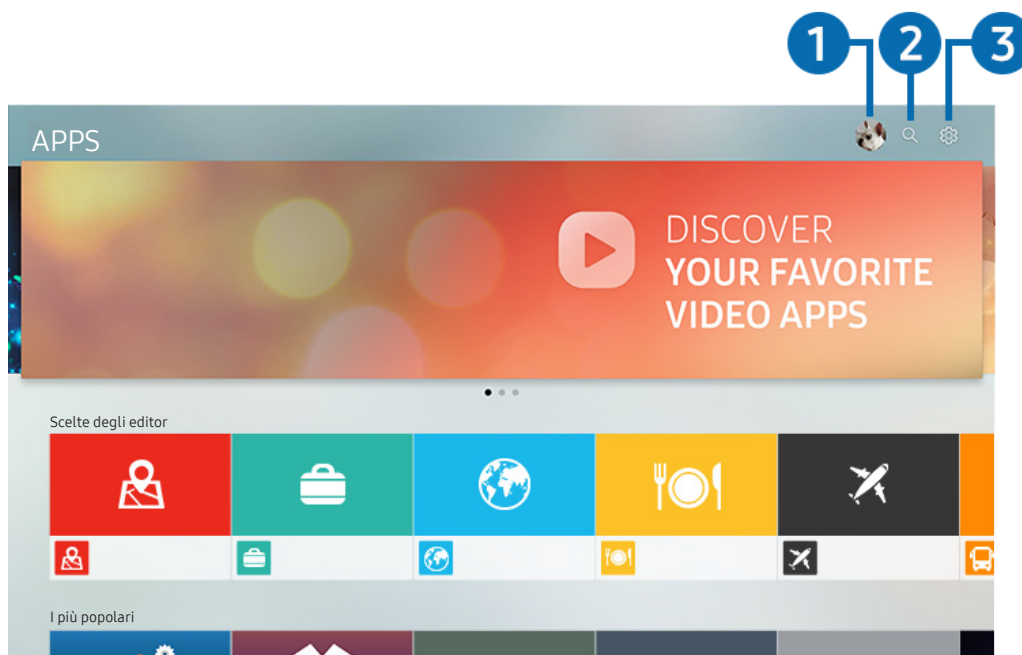 1 2 3
APPS
DISCOVER
YOUR FAVORITE
VIDEO APPS
Scelte degli editor
I più popolari